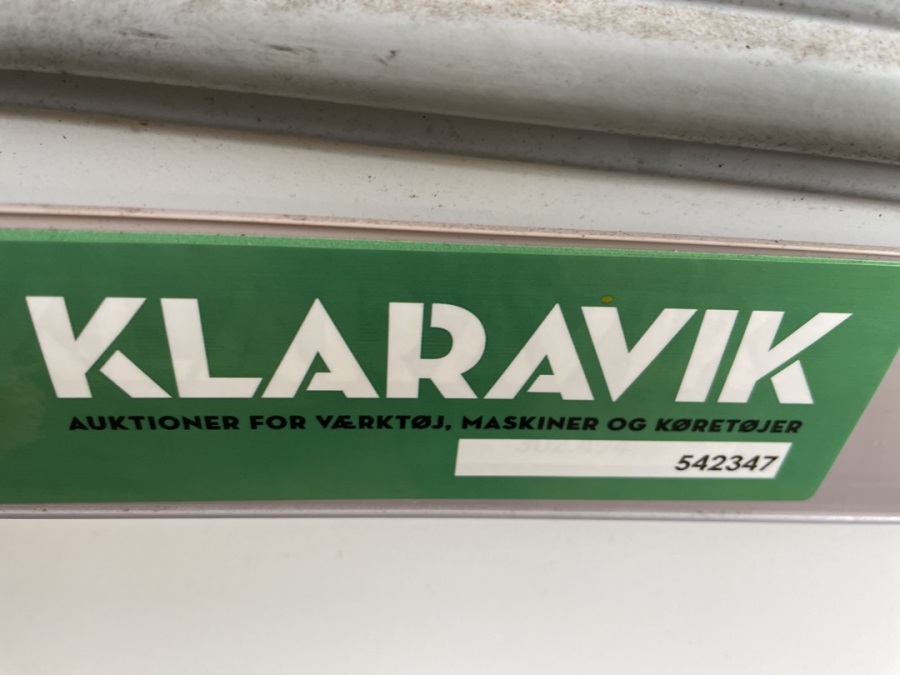 KLARAVIK
AUKTIONER FOR VÆRKTØJ, MASKINER OG KØRETØJER
542347